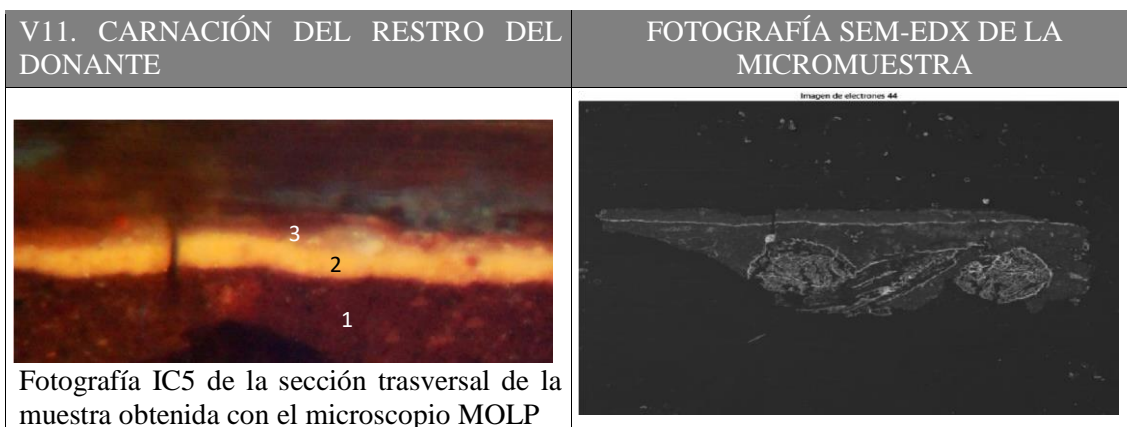 V11. CARNACIÓN DEL RESTRO DEL
DONANTE
FOTOGRAFÍA SEM-EDX DE LA
MICROMUESTRA
Imagen de electrones 44
3
2
1
Fotografía IC5 de la sección trasversal de la
muestra obtenida con el microscopio MOLP